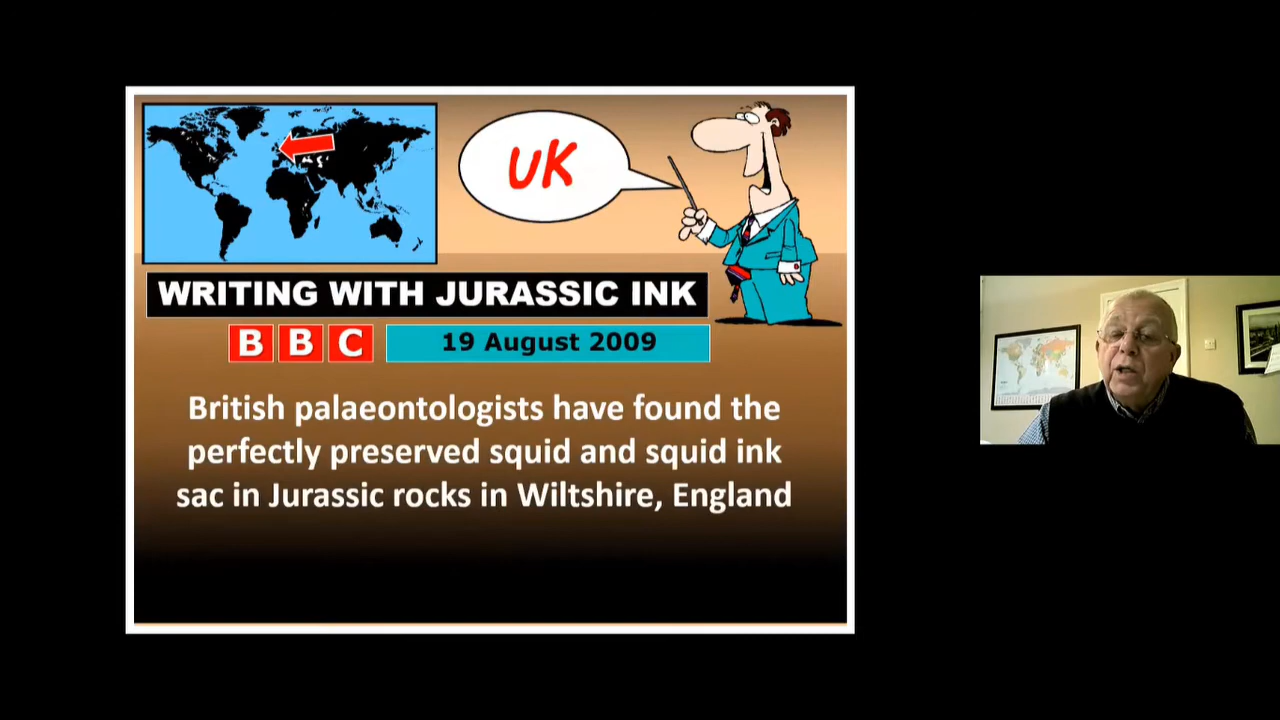 UK
WRITING WITH JURASSIC INK
BBC 19 August 2009
British palaeontologists have found the
perfectly preserved squid and squid ink
sac in Jurassic rocks in Wiltshire, England